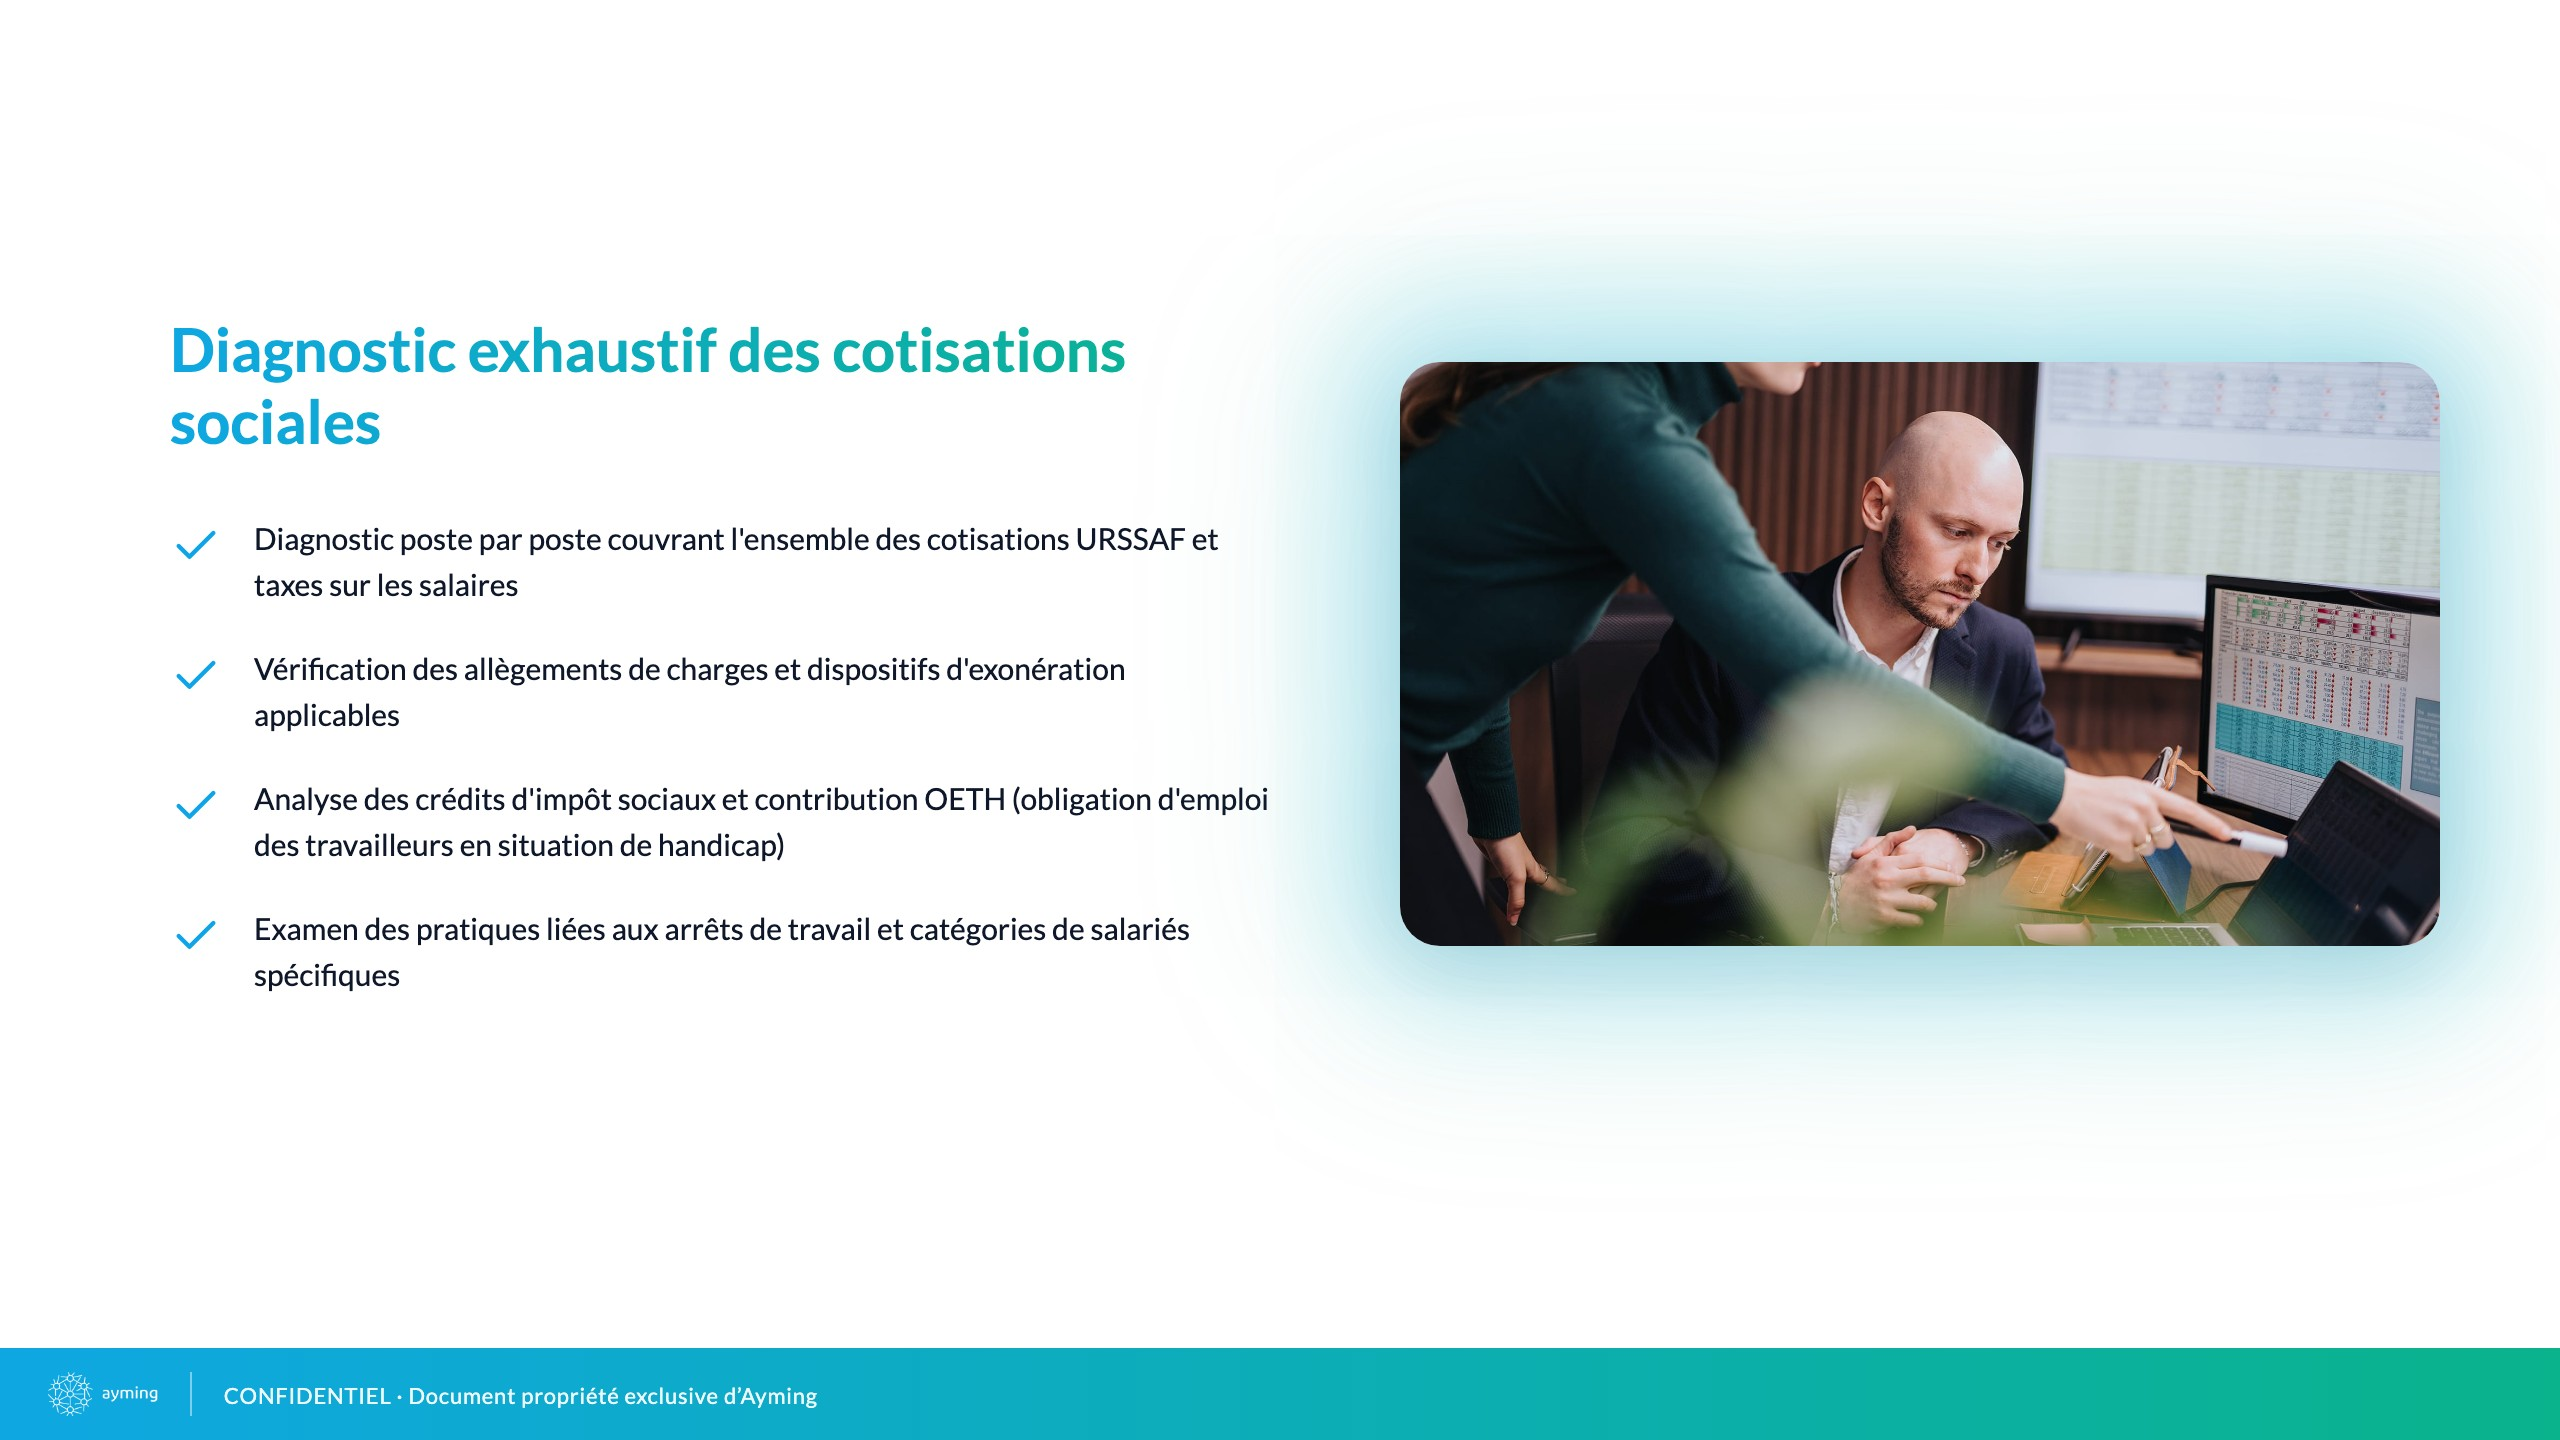 Diagnostic exhaustif des cotisations
sociales
Diagnostic poste par poste couvrant l'ensemble des cotisations URSSAF et
taxes sur les salaires
Vérification des allègements de charges et dispositifs d'exonération
applicables
Analyse des crédits d'impôt sociaux et contribution OETH (obligation d'emploi
des travailleurs en situation de handicap)
Examen des pratiques liées aux arrêts de travail et catégories de salariés
spécifiques
ayming
CONFIDENTIEL · Document propriété exclusive d’Ayming